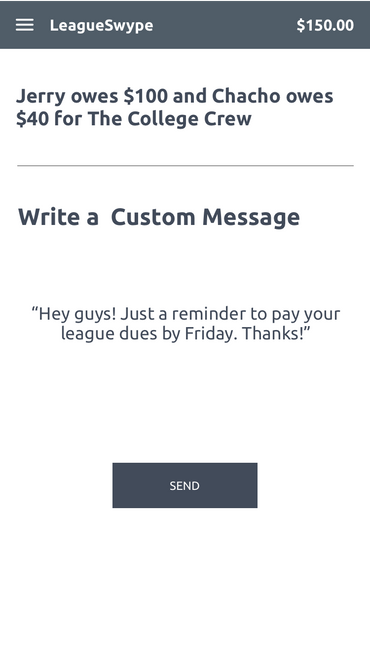 LeagueSwype $150.00
Jerry owes $100 and Chacho owes
$40 for The College Crew
Write a  Custom Message
“Hey guys! Just a reminder to pay your
league dues by Friday. Thanks!”
SEND